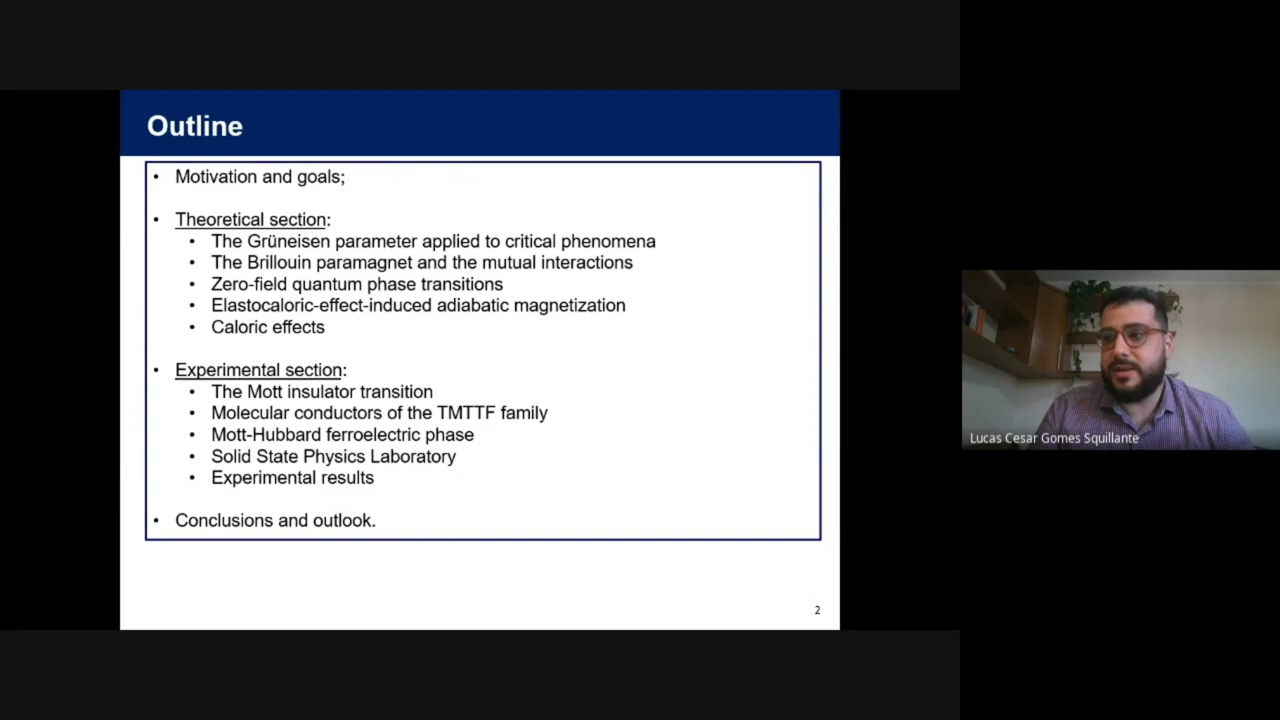 Outline
• Motivation and goals;
• Theoretical section:
• The Grüneisen parameter applied to critical phenomena
• The Brillouin paramagnet and the mutual interactions
• Zero-field quantum phase transitions
• Elastocaloric-effect-induced adiabatic magnetization
• Caloric effects
• Experimental section:
• The Mott insulator transition
• Molecular conductors of the TMTTF family
• Mott-Hubbard ferroelectric phase
• Solid State Physics Laboratory
• Experimental results
• Conclusions and outlook.
2
Lucas Cesar Gomes Squillante